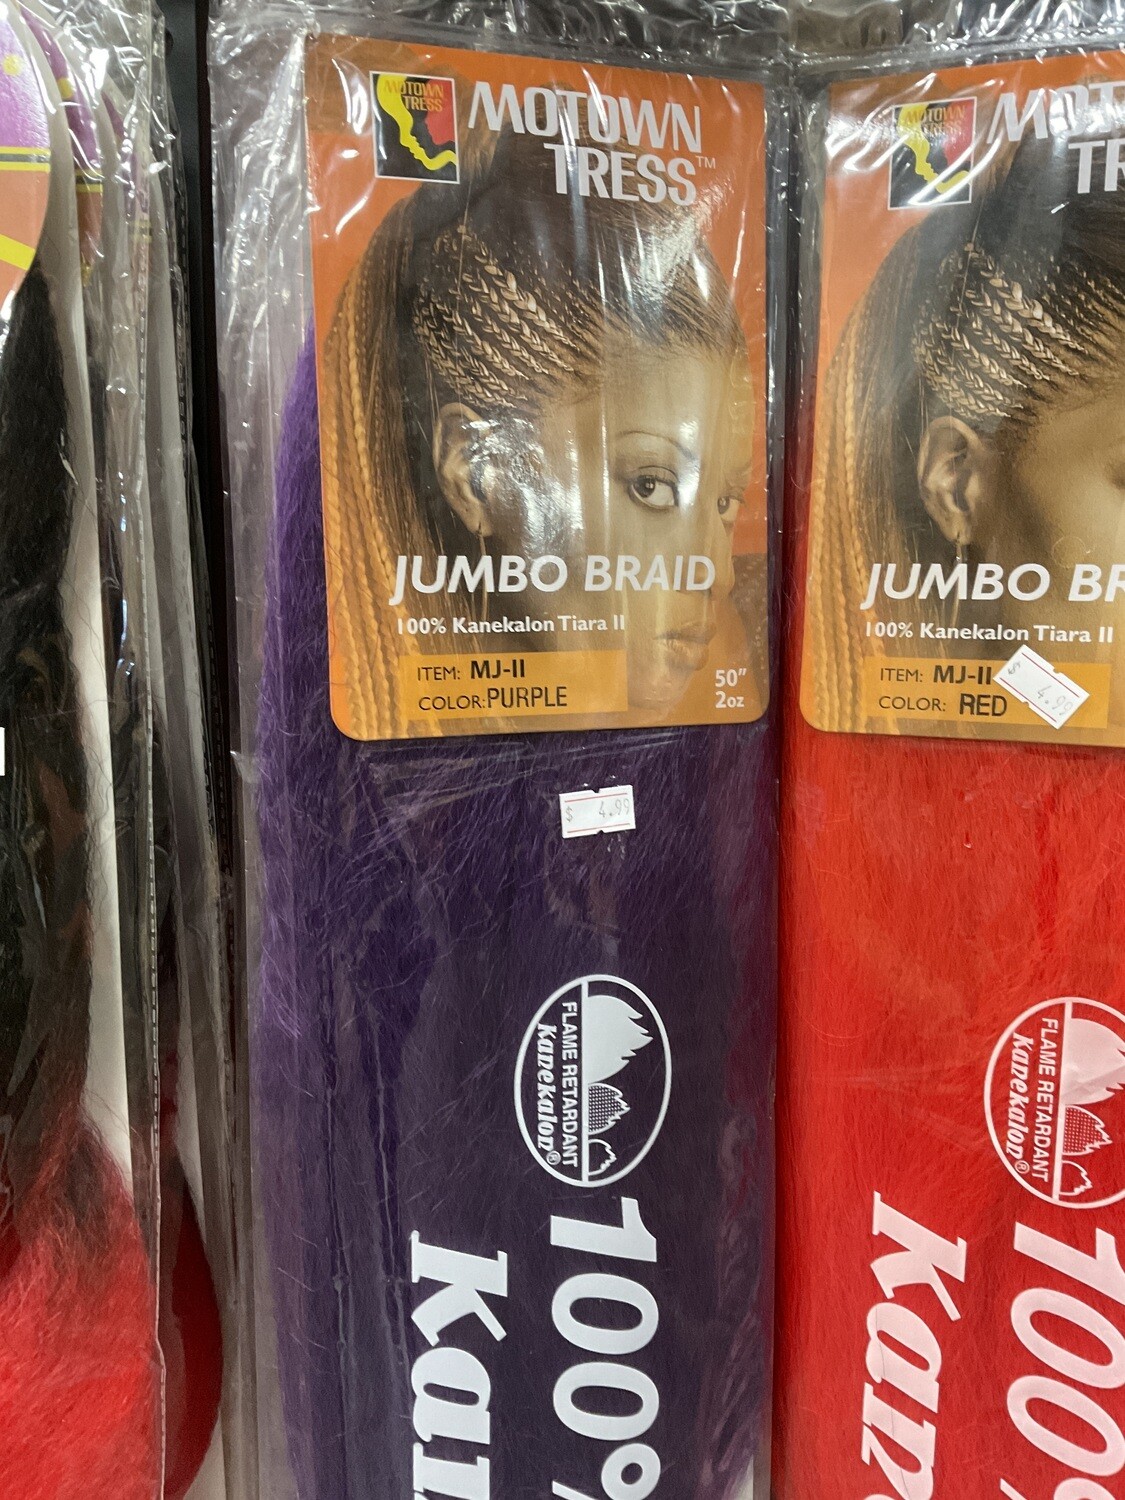 MOTOWN
TRESS
MOTOWN
TRESS™
JUMBO BRAID
100% Kanekalon Tiara II
ITEM: MJ-II
COLOR: PURPLE
50"
2oz
$ 4.99
FLAME RETARDANT
Kanekalon®
100%
Kan
MOTOWN
TRESS
MOT
TR
JUMBO BR
100% Kanekalon Tiara II
ITEM: MJ-II
COLOR: RED
$ 4.99
FLAME RETARDANT
Kanekalon®
100%
Kan